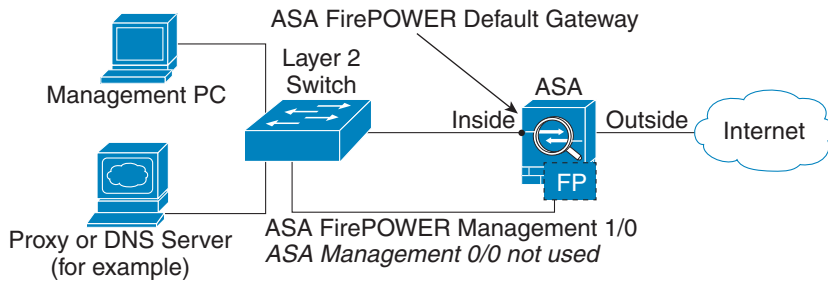 ASA FirePOWER Default Gateway
Layer 2
Switch
ASA
Management PC
Inside
Outside
Internet
FP
Proxy or DNS Server
(for example)
ASA FirePOWER Management 1/0
ASA Management 0/0 not used